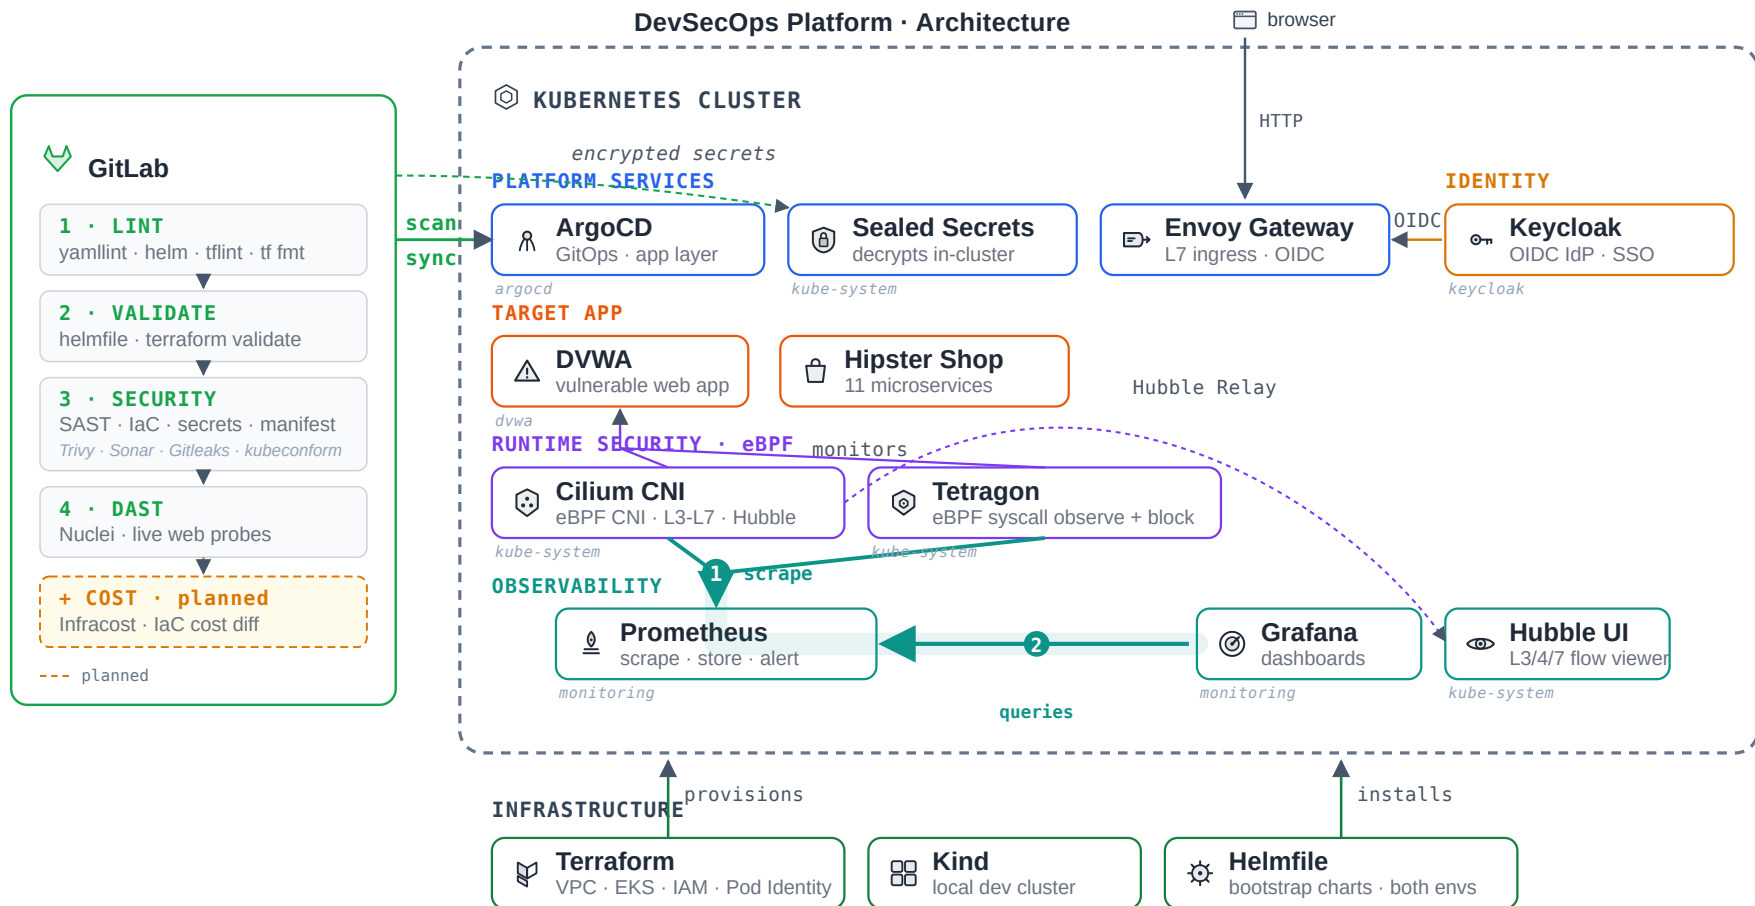 DevSecOps Platform · Architecture
browser
KUBERNETES CLUSTER
HTTP
encrypted secrets
GitLab
1 · LINT
yamllint · helm · tflint · tf fmt
2 · VALIDATE
helmfile · terraform validate
3 · SECURITY
SAST · IaC · secrets · manifest
Trivy · Sonar · Gitleaks · kubeconform
4 · DAST
Nuclei · live web probes
+ COST · planned
Infracost · IaC cost diff
planned
scan
sync
PLATFORM SERVICES
ArgoCD
GitOps · app layer
argocd
Sealed Secrets
decrypts in-cluster
kube-system
Envoy Gateway
L7 ingress · OIDC
OIDC
IDENTITY
Keycloak
OIDC IdP · SSO
keycloak
TARGET APP
DVWA
vulnerable web app
dvwa
Hipster Shop
11 microservices
Hubble Relay
RUNTIME SECURITY · eBPF
monitors
Cilium CNI
eBPF CNI · L3-L7 · Hubble
kube-system
Tetragon
eBPF syscall observe + block
kube-system
1
scrape
OBSERVABILITY
Prometheus
scrape · store · alert
monitoring
2
queries
Grafana
dashboards
monitoring
Hubble UI
L3/4/7 flow viewer
kube-system
provisions
installs
INFRASTRUCTURE
Terraform
VPC · EKS · IAM · Pod Identity
Kind
local dev cluster
Helmfile
bootstrap charts · both envs